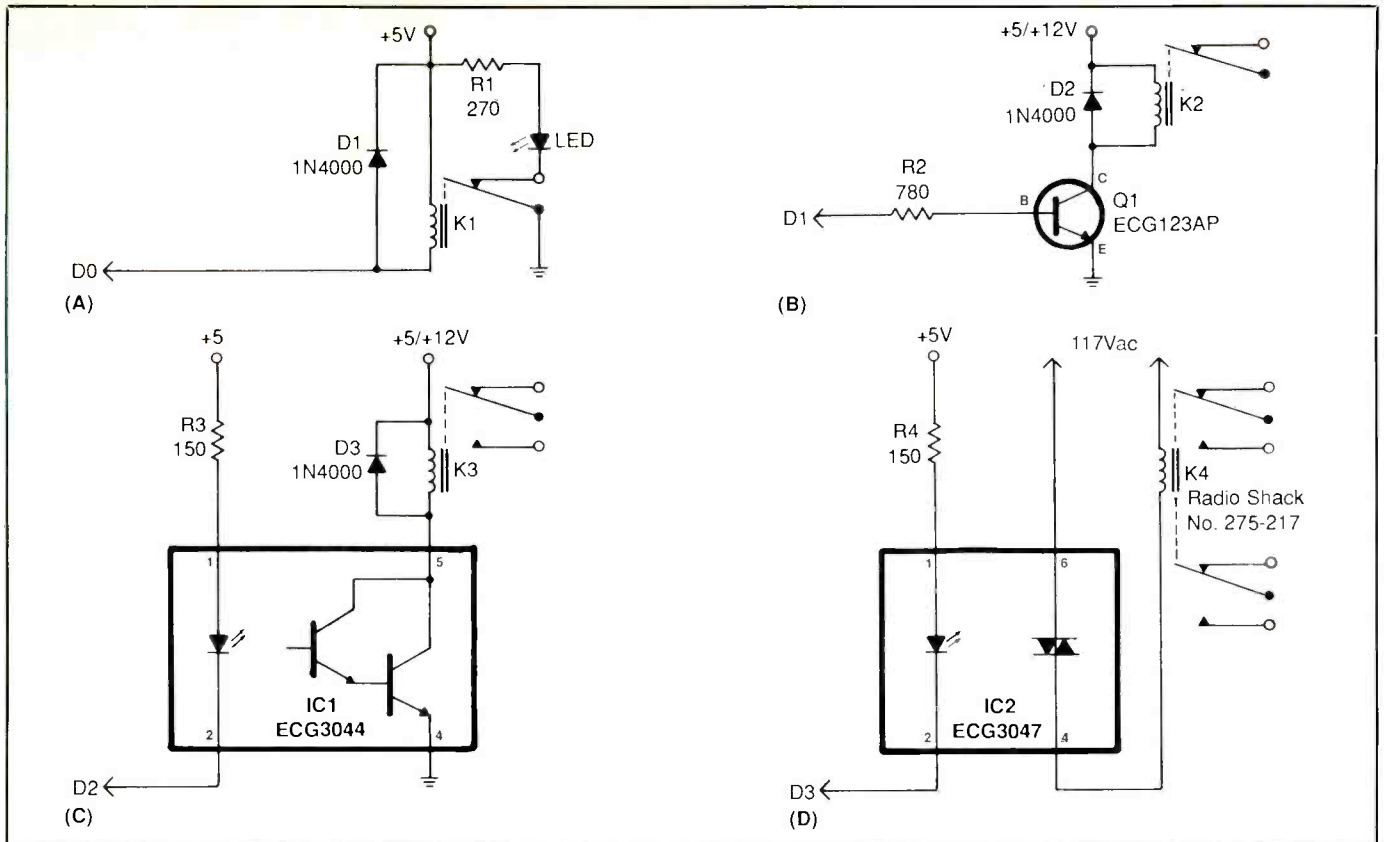 +5V
R1
270
D1
1N4000
LED
K1
D0
(A)
+5/+12V
D2
1N4000
K2
R2
780
D1
B
C
E
Q1
ECG123AP
(B)
+5
+5/+12V
R3
150
D3
1N4000
K3
1
5
IC1
ECG3044
2
4
D2
(C)
+5V
117Vac
R4
150
K4
Radio Shack
No. 275-217
1
6
IC2
ECG3047
2
4
D3
(D)